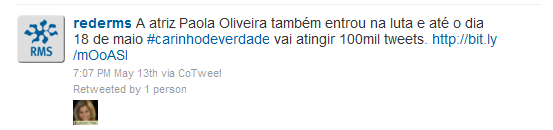 rederms A atriz Paola Oliveira também entrou na luta e até o dia
18 de maio #carinhodeverdade vai atingir 100mil tweets. http://bit.ly
/mOoASl
7:07 PM May 13th via CoTweet
Retweeted by 1 person
RMS